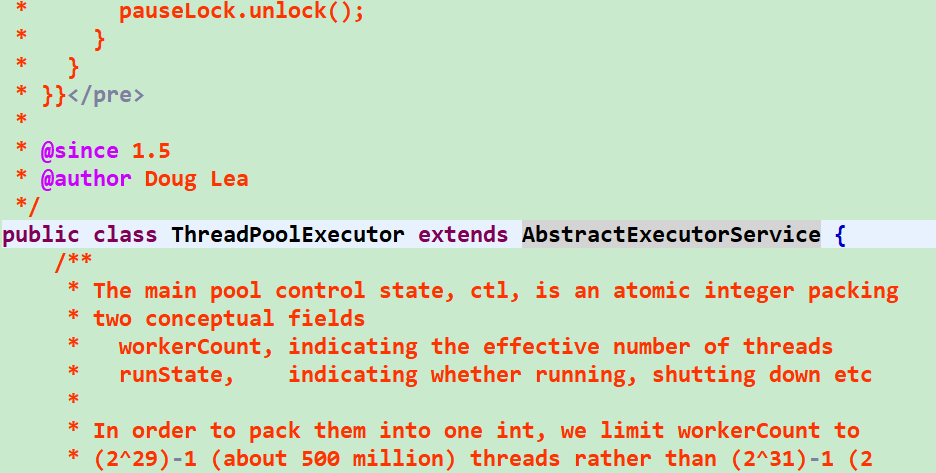 *       pauseLock.unlock();
*     }
*   }
* }}</pre>
*
* @since 1.5
* @author Doug Lea
*/
public class ThreadPoolExecutor extends AbstractExecutorService {
/**
* The main pool control state, ctl, is an atomic integer packing
* two conceptual fields
*   workerCount, indicating the effective number of threads
*   runState,    indicating whether running, shutting down etc
*
* In order to pack them into one int, we limit workerCount to
* (2^29)-1 (about 500 million) threads rather than (2^31)-1 (2